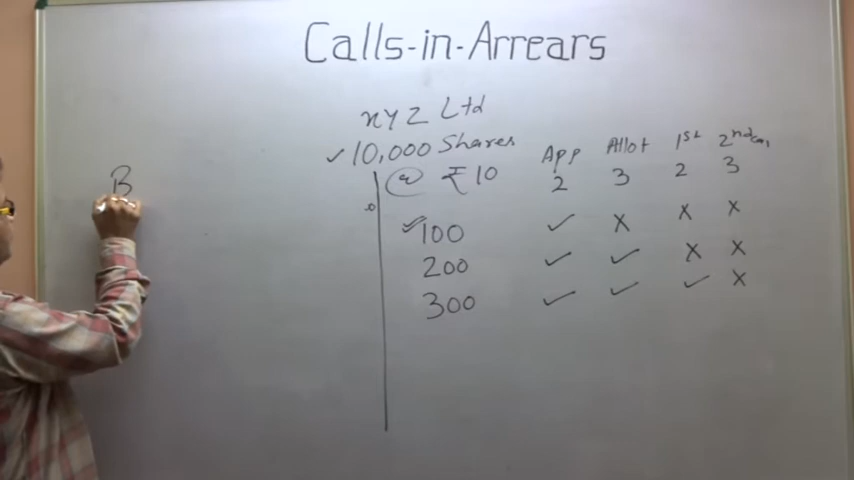 Calls-in-Arrears
XYZ Ltd
✓ 10,000 Shares App Allot 1st 2nd
@ ₹ 10 2 3 2 3
✓ 100 ✓ X X X
200 ✓ ✓ X X
300 ✓ ✓ ✓ X
B